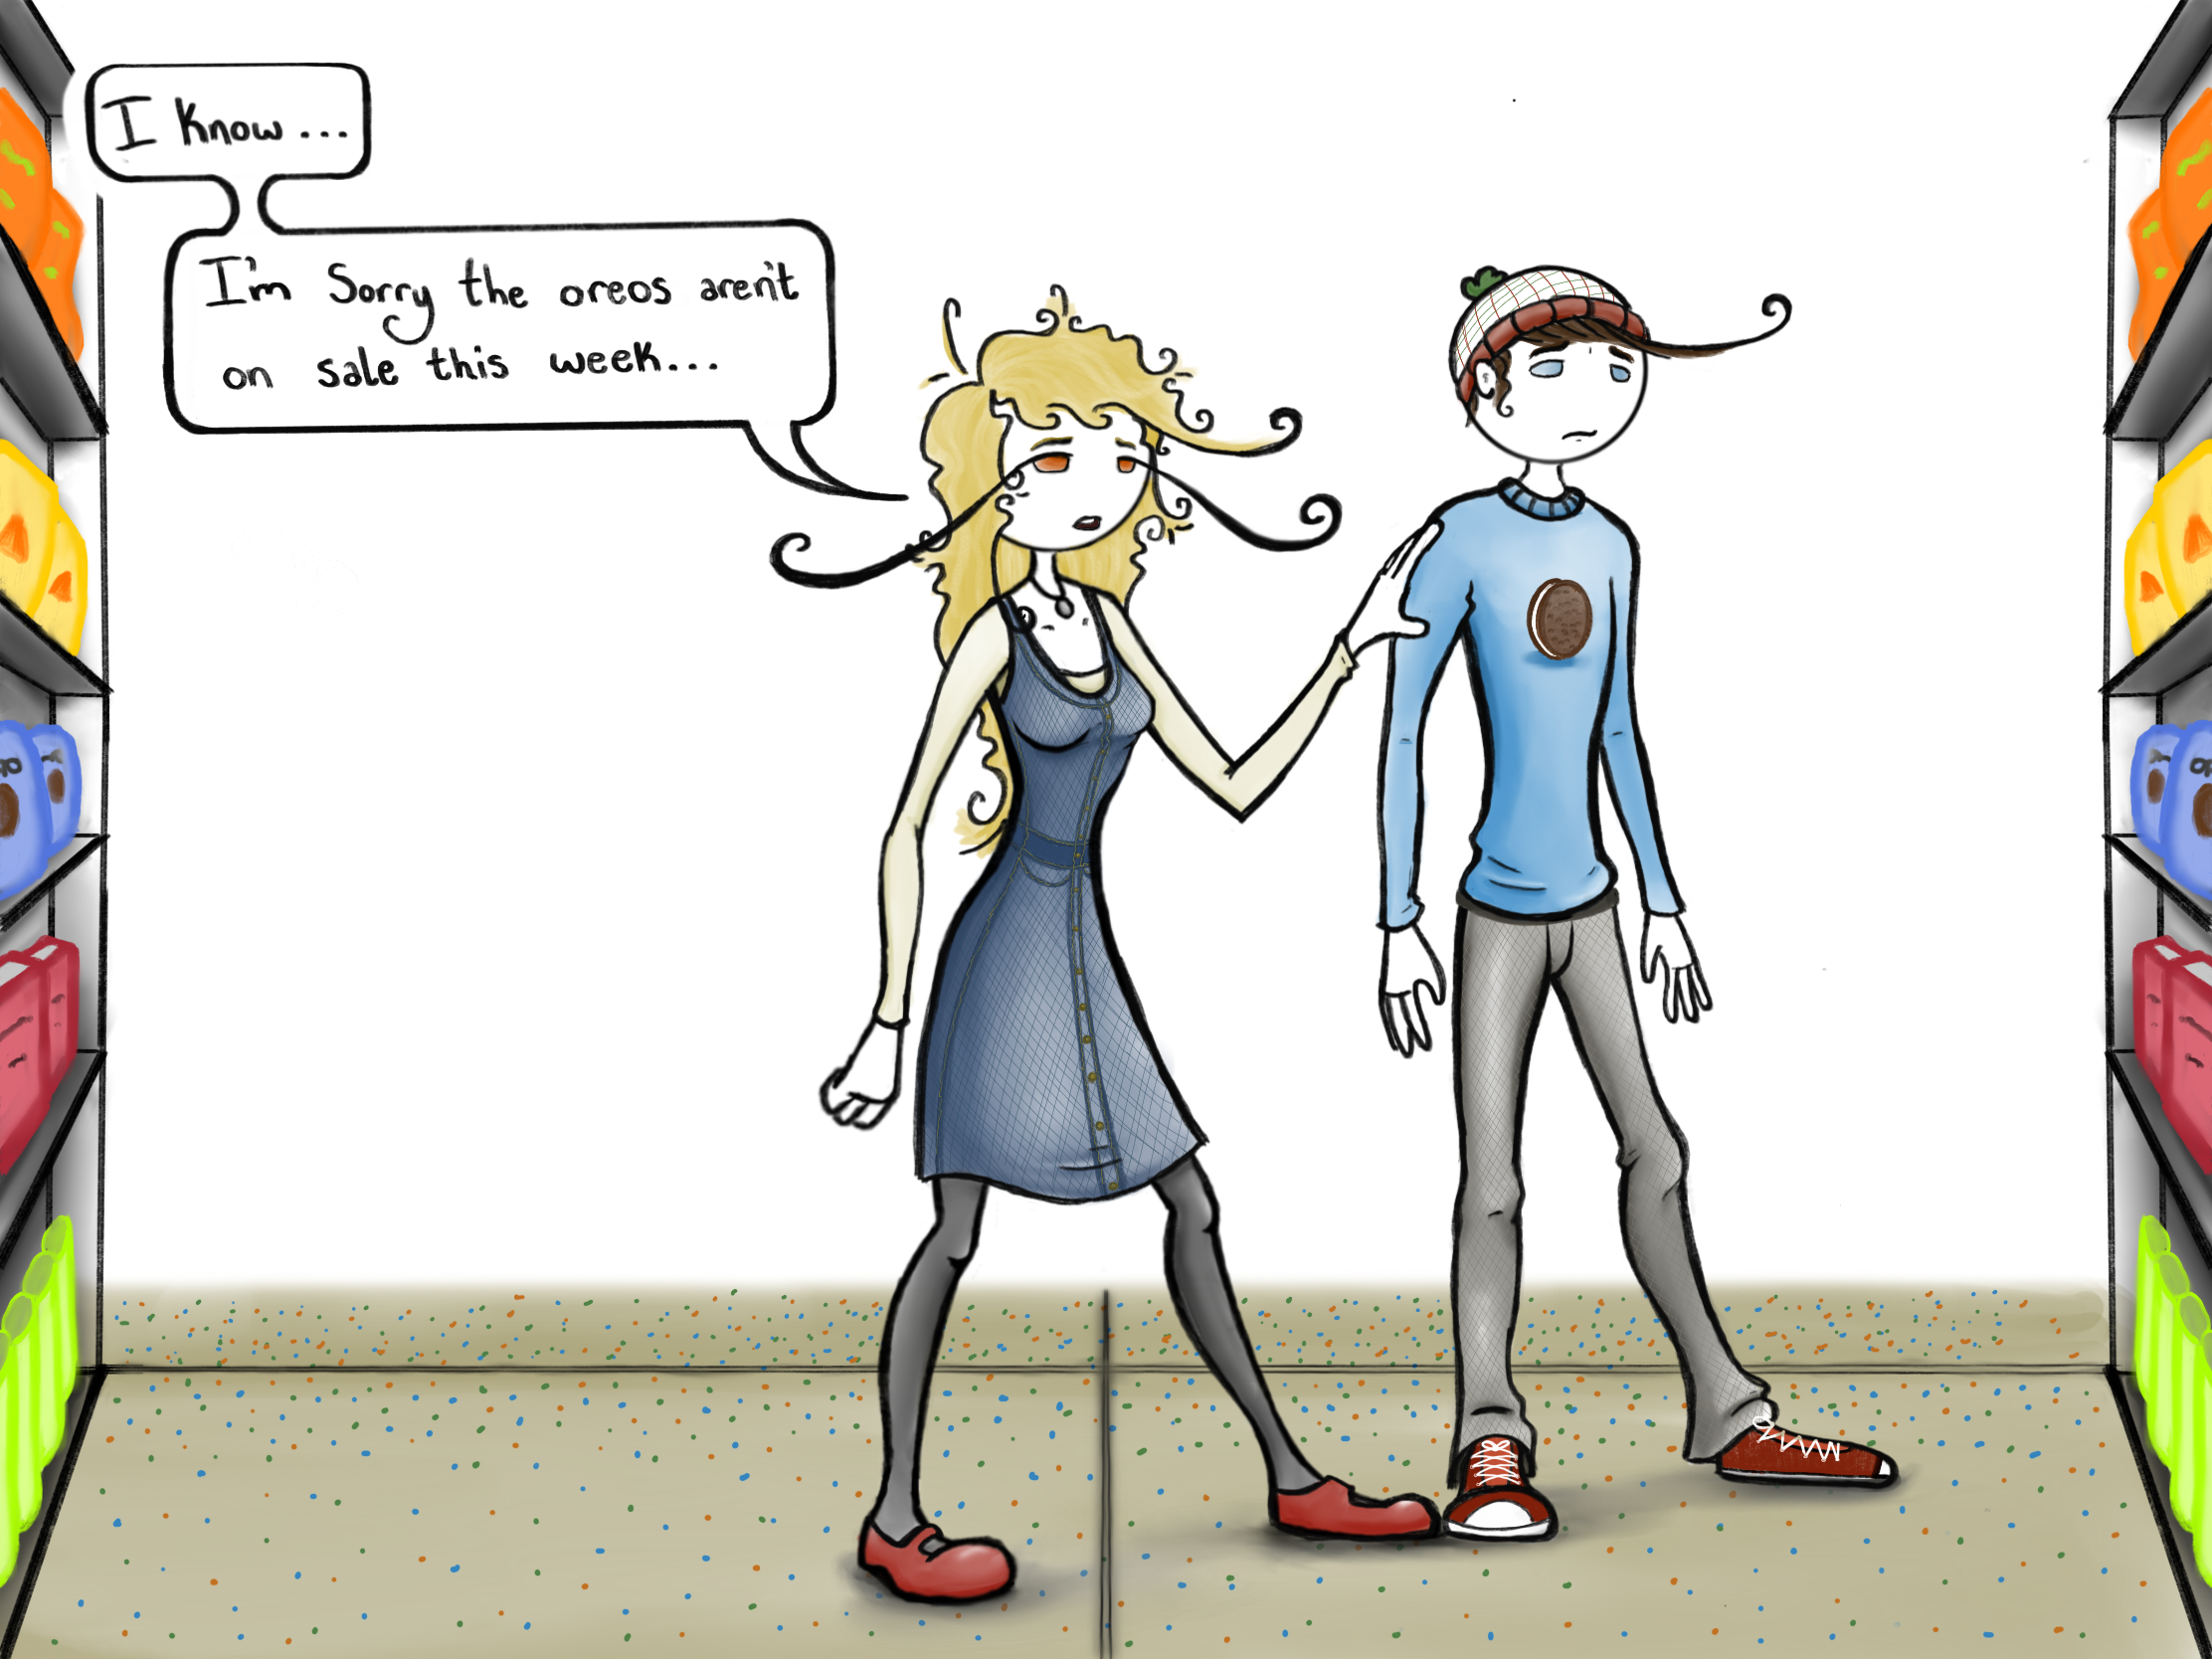 I Know...
I'm Sorry the oreos aren't
on sale this week...